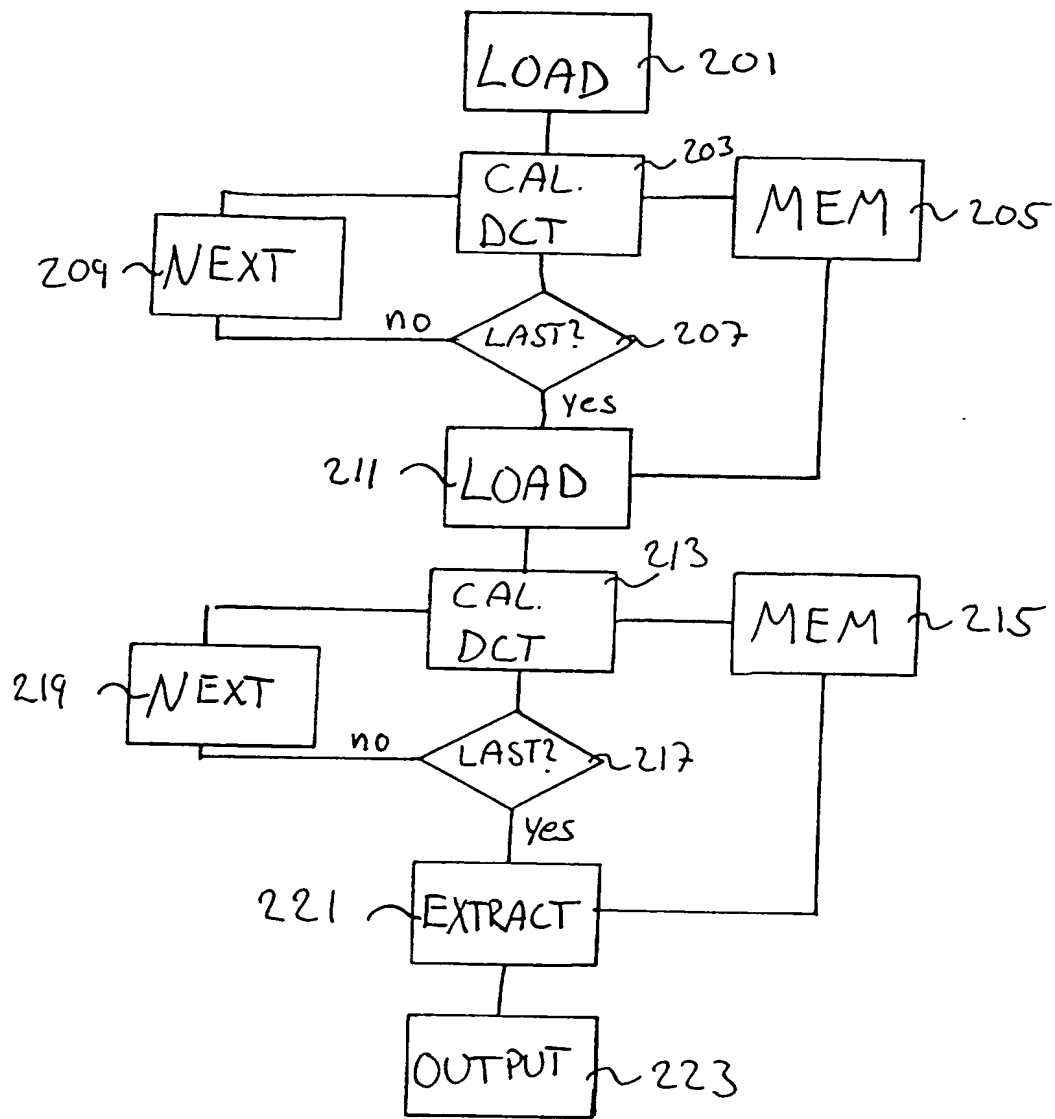 LOAD 201
CAL. 203
DCT
MEM 205
209 NEXT
no
LAST? 207
yes
211 LOAD
213
CAL.
DCT
MEM 215
219 NEXT
no
LAST? 217
yes
221 EXTRACT
OUTPUT 223